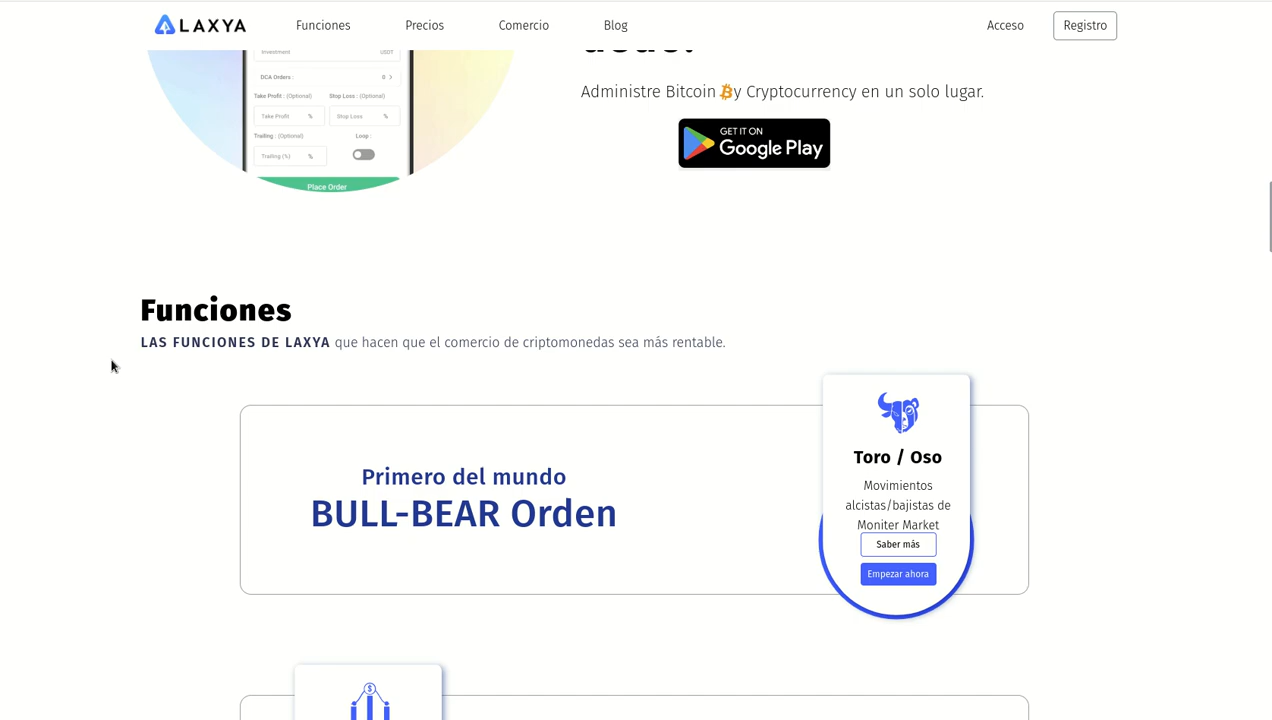 LAXYA
Funciones
Precios
Comercio
Blog
Acceso
Registro
Investment USDT
DCA Orders : 0 >
Take Profit : (Optional) Stop Loss : (Optional)
Take Profit % Stop Loss %
Trailing : (Optional) Loop :
Trailing (%) %
Place Order
Administre Bitcoin y Cryptocurrency en un solo lugar.
GET IT ON
Google Play
Funciones
LAS FUNCIONES DE LAXYA que hacen que el comercio de criptomonedas sea más rentable.
Primero del mundo
BULL-BEAR Orden
Toro / Oso
Movimientos
alcistas/bajistas de
Moniter Market
Saber más
Empezar ahora